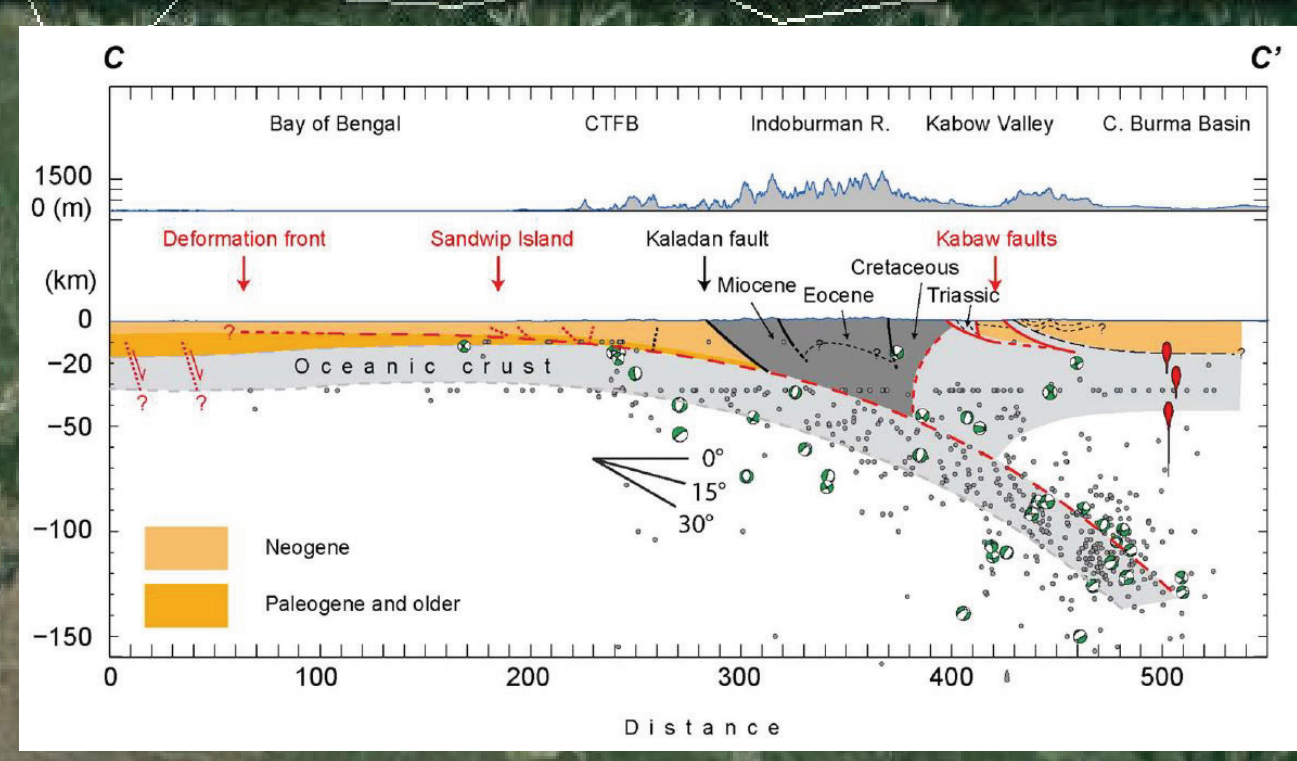 C C’
Bay of Bengal CTFB Indoburman R. Kabow Valley C. Burma Basin
1500
0 (m)
Deformation front Sandwip Island Kaladan fault Kabaw faults
(km) Miocene Eocene Cretaceous Triassic
0
? ? ? ? ?
−20
Oceanic crust
? ?
−50
0°
15°
30°
−100
Neogene
Paleogene and older
−150
0 100 200 300 400 500
Distance